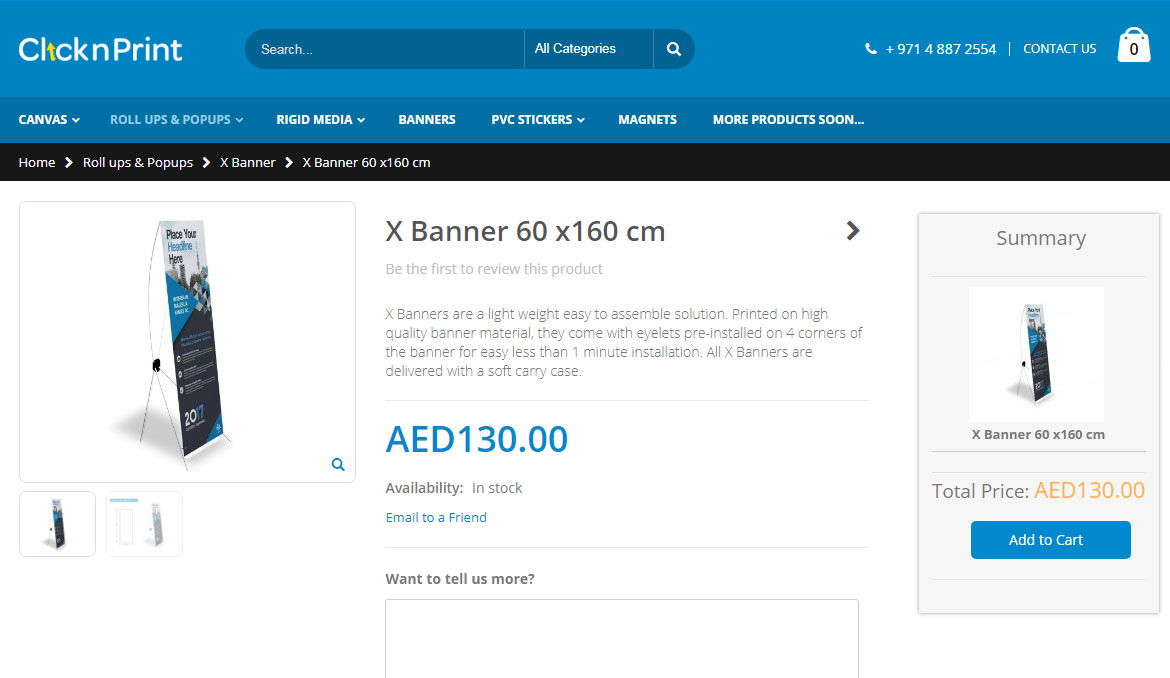 ClicknPrint
Search...
All Categories
+ 971 4 887 2554
CONTACT US
0
CANVAS
ROLL UPS & POPUPS
RIGID MEDIA
BANNERS
PVC STICKERS
MAGNETS
MORE PRODUCTS SOON...
Home
Roll ups & Popups
X Banner
X Banner 60 x160 cm
Place Your
Headline
Here
2017
X Banner 60 x160 cm
Be the first to review this product
X Banners are a light weight easy to assemble solution. Printed on high
quality banner material, they come with eyelets pre-installed on 4 corners of
the banner for easy less than 1 minute installation. All X Banners are
delivered with a soft carry case.
AED130.00
Availability: In stock
Email to a Friend
Want to tell us more?
Summary
X Banner 60 x160 cm
Total Price: AED130.00
Add to Cart